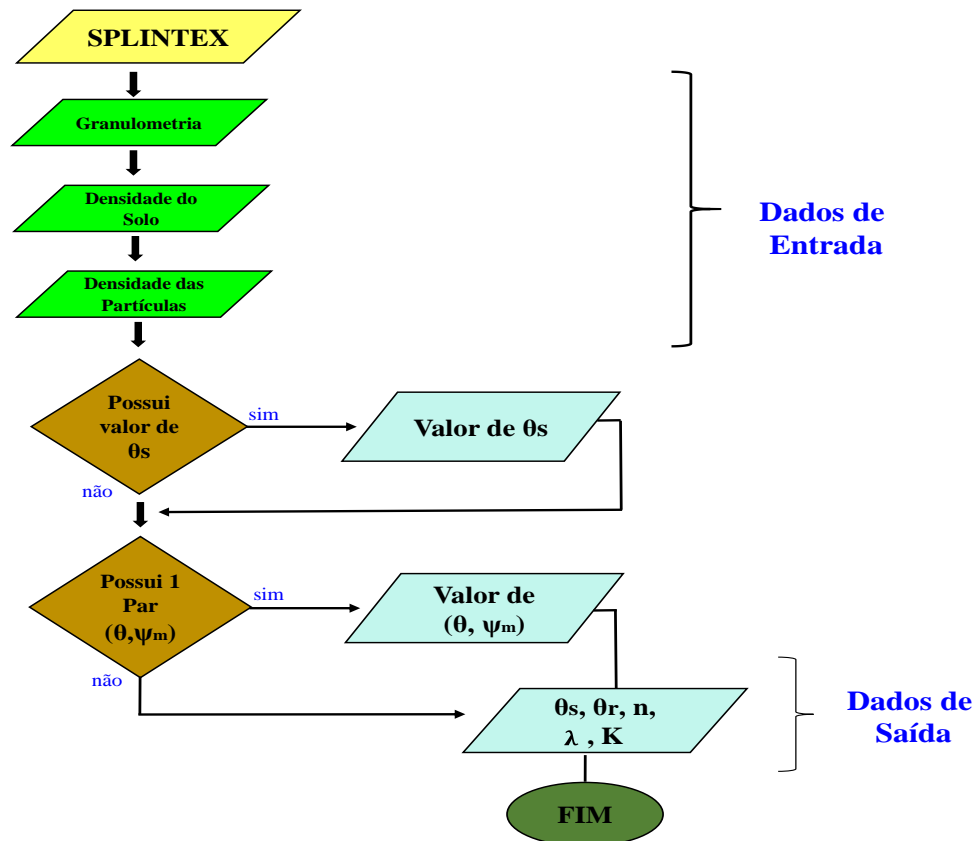 SPLINTEX
Granulometria
Densidade do
Solo
Dados de
Entrada
Densidade das
Partículas
Possui
valor de
θs
sim
Valor de θs
não
Possui 1
Par
(θ,ψₘ)
sim
Valor de
(θ, ψₘ)
não
θs, θr, n,
λ , K
Dados de
Saída
FIM